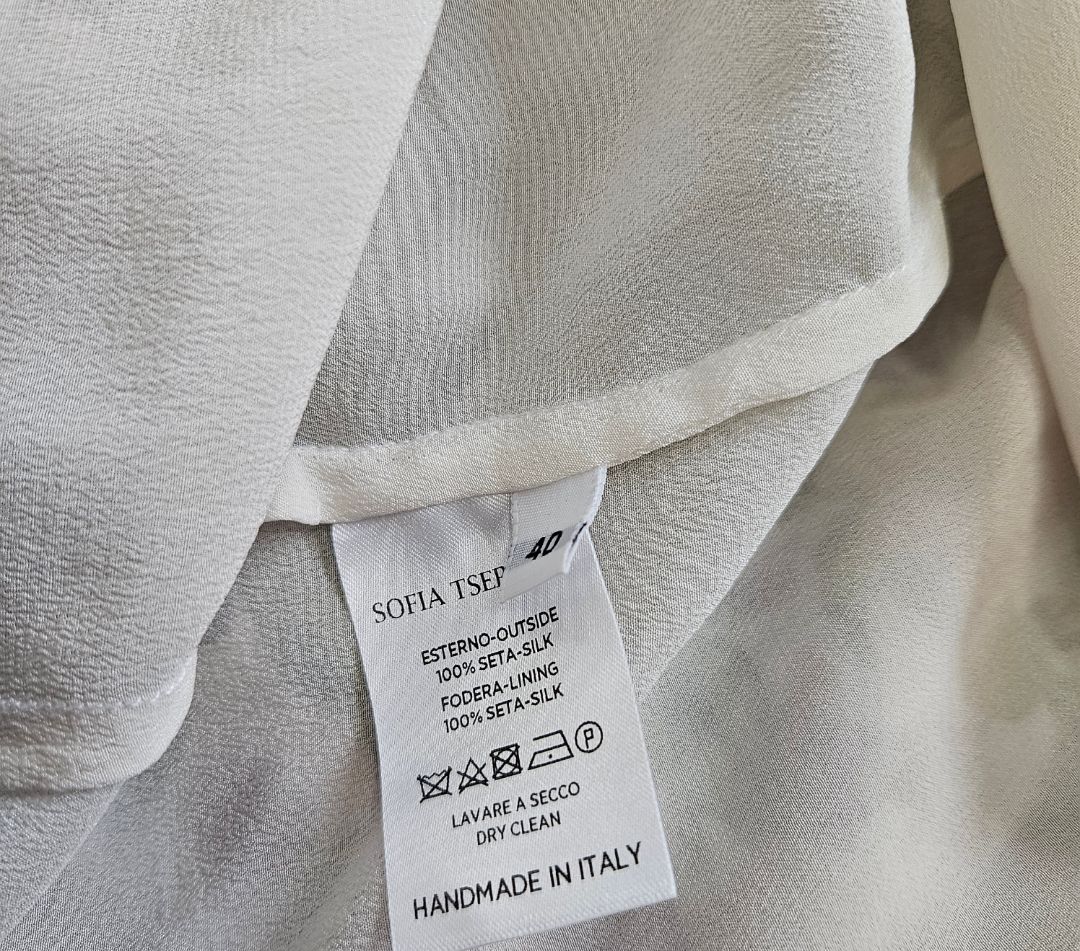 40
SOFIA
ESTERNO-OUTSIDE
100% SETA-SILK
FODERA-LINING
100% SETA-SILK
P
LAVARE A SECCO
DRY CLEAN
HANDMADE IN ITALY